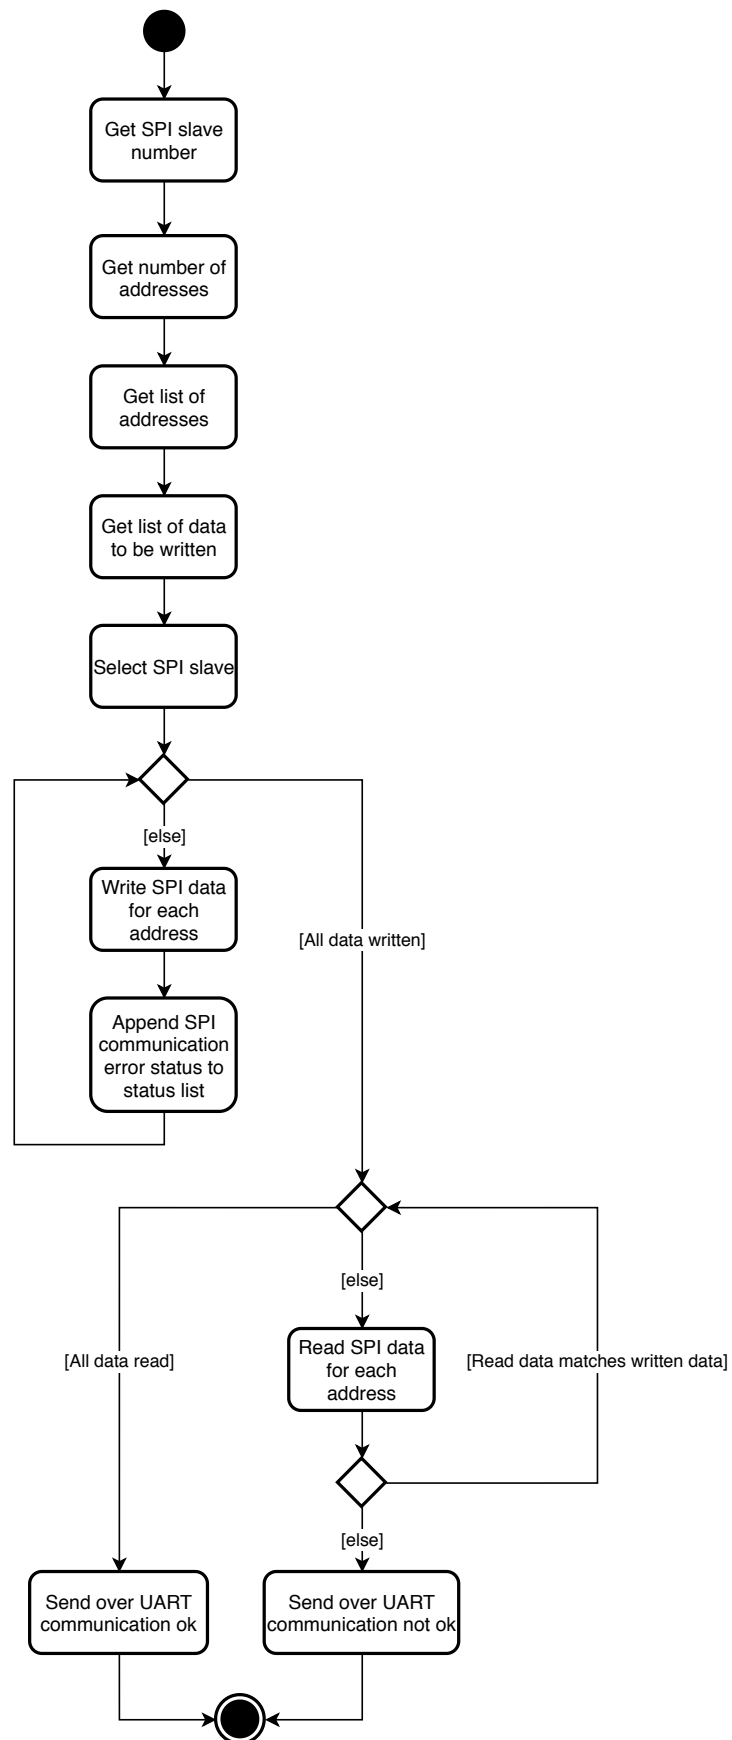 Get SPI slave
number
Get number of
addresses
Get list of
addresses
Get list of data
to be written
Select SPI slave
[else]
Write SPI data
for each
address
[All data written]
Append SPI
communication
error status to
status list
[else]
Read SPI data
for each
address
[All data read]
[Read data matches written data]
[else]
Send over UART
communication ok
Send over UART
communication not ok